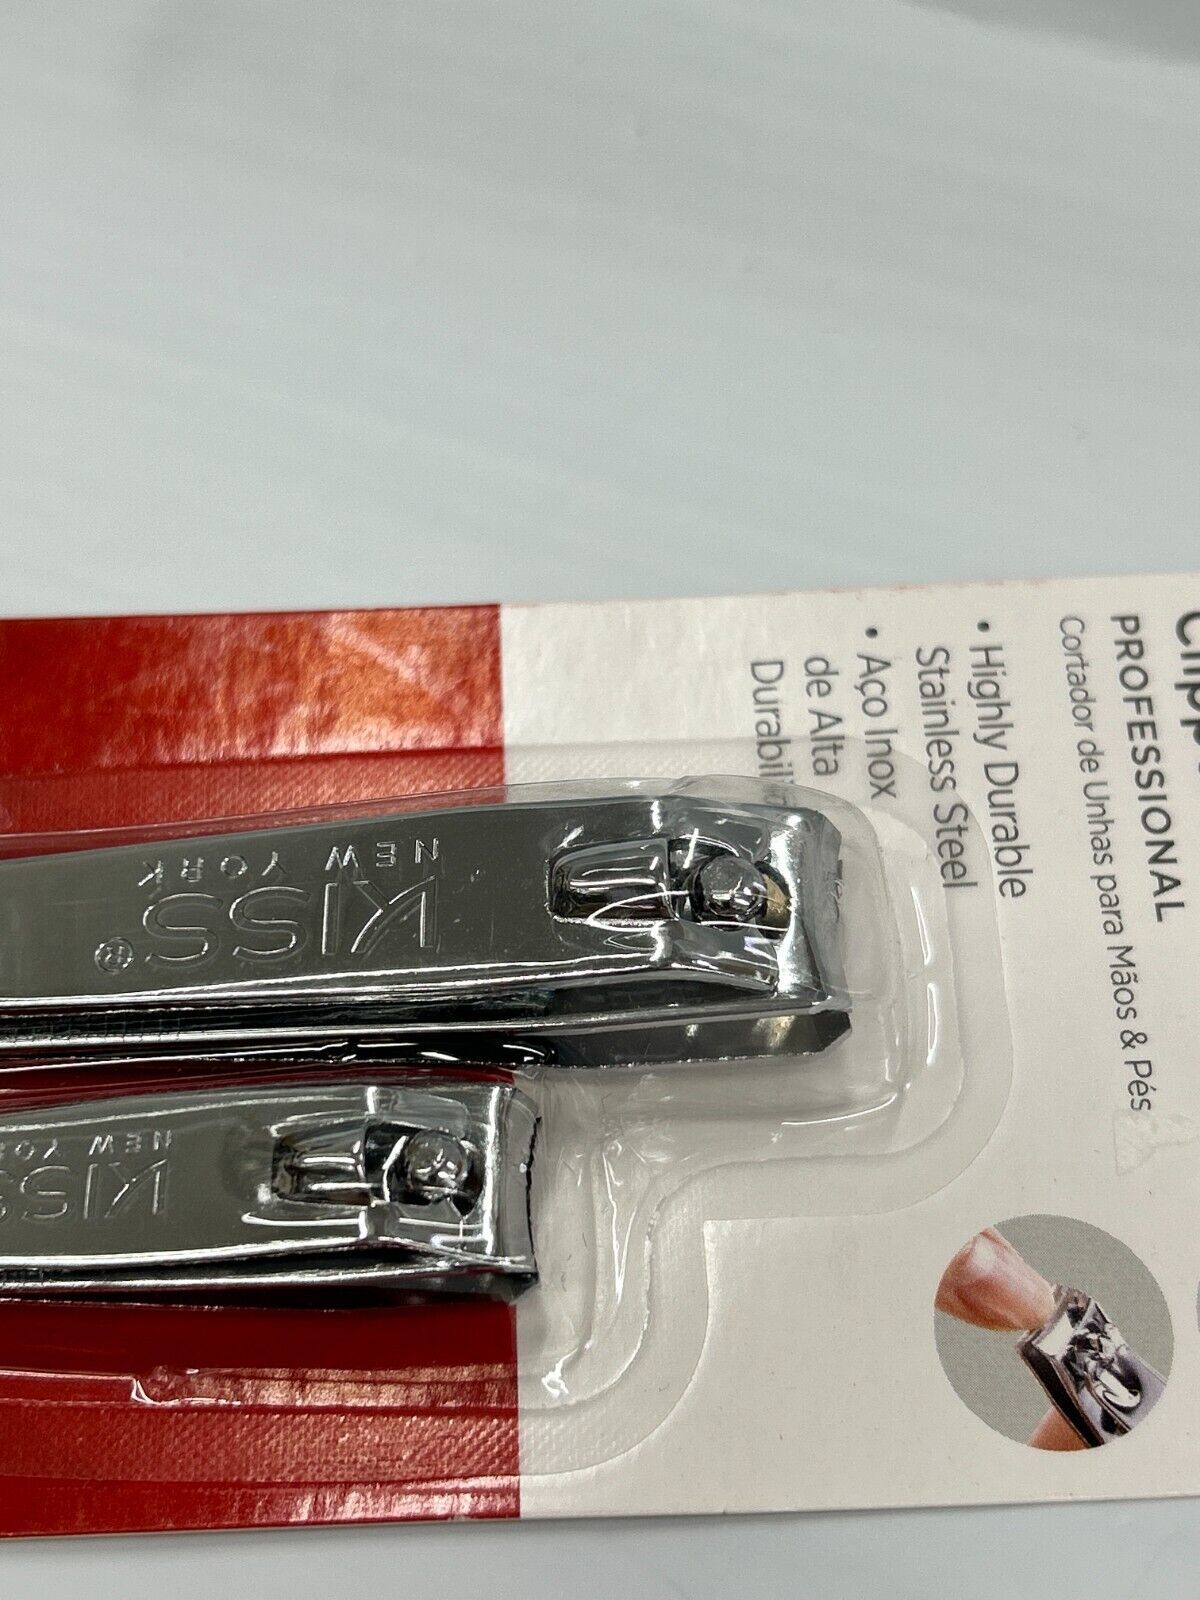 PROFESSIONAL
Cortador de Unhas para Mãos & Pés
• Highly Durable
Stainless Steel
• Aço Inox
de Alta
KISS®
NEW YORK
KISS
NEW YORK